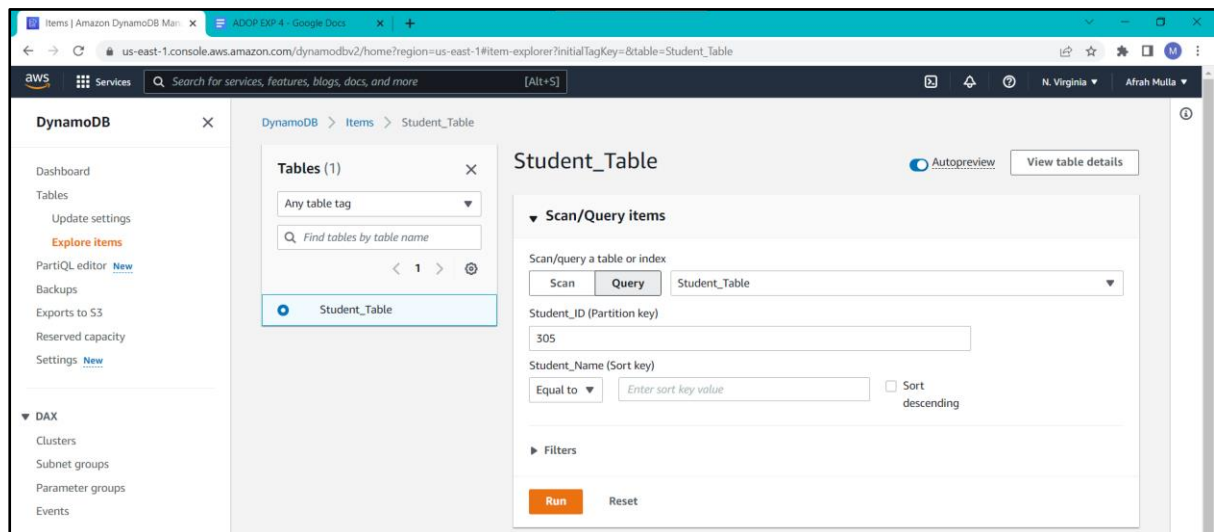 Items | Amazon DynamoDB Man
ADOP EXP 4 - Google Docs
us-east-1.console.aws.amazon.com/dynamodbv2/home?region=us-east-1#item-explorer?initialTagKey=&table=Student_Table
M
aws
Services
Search for services, features, blogs, docs, and more
[Alt+S]
N. Virginia
Afrah Mulla
DynamoDB
Dashboard
Tables
Update settings
Explore items
PartiQL editor New
Backups
Exports to S3
Reserved capacity
Settings New
DAX
Clusters
Subnet groups
Parameter groups
Events
DynamoDB > Items > Student_Table
Tables (1)
Any table tag
Find tables by table name
< 1 >
Student_Table
Student_Table
Autopreview
View table details
Scan/Query items
Scan/query a table or index
Scan
Query
Student_Table
Student_ID (Partition key)
305
Student_Name (Sort key)
Equal to
Enter sort key value
Sort
descending
Filters
Run
Reset